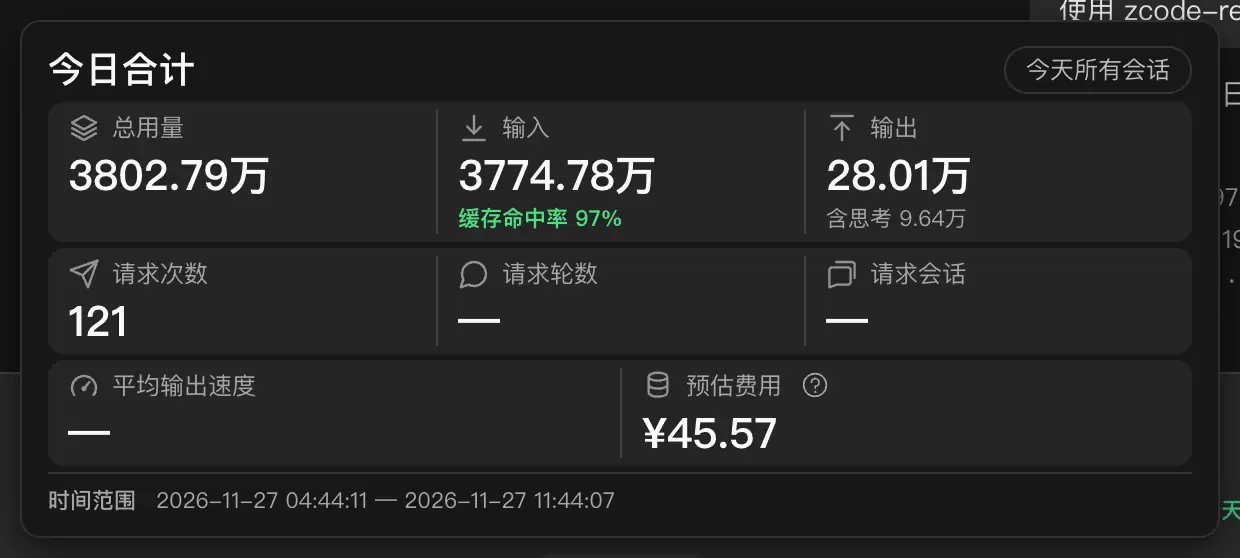 使用 zcode-re
今日合计
今天所有会话
总用量
3802.79万
输入
3774.78万
缓存命中率 97%
输出
28.01万
含思考 9.64万
请求次数
121
请求轮数
—
请求会话
—
平均输出速度
—
预估费用 ?
¥45.57
时间范围 2026-11-27 04:44:11 — 2026-11-27 11:44:07